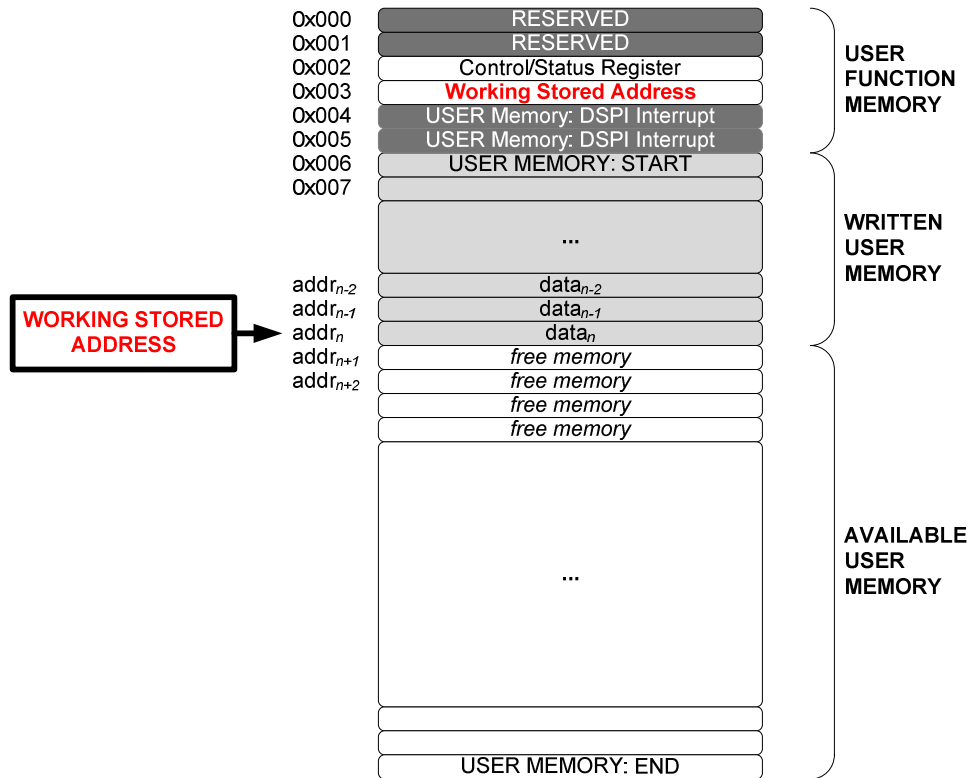 0x000 RESERVED
0x001 RESERVED
0x002 Control/Status Register
0x003 Working Stored Address
0x004 USER Memory: DSPI Interrupt
0x005 USER Memory: DSPI Interrupt
0x006 USER MEMORY: START
0x007
USER
FUNCTION
MEMORY
...
addrn-2 datan-2
addrn-1 datan-1
addrn datan
WRITTEN
USER
MEMORY
WORKING STORED
ADDRESS
addrn+1 free memory
addrn+2 free memory
free memory
free memory
...
AVAILABLE
USER
MEMORY
USER MEMORY: END